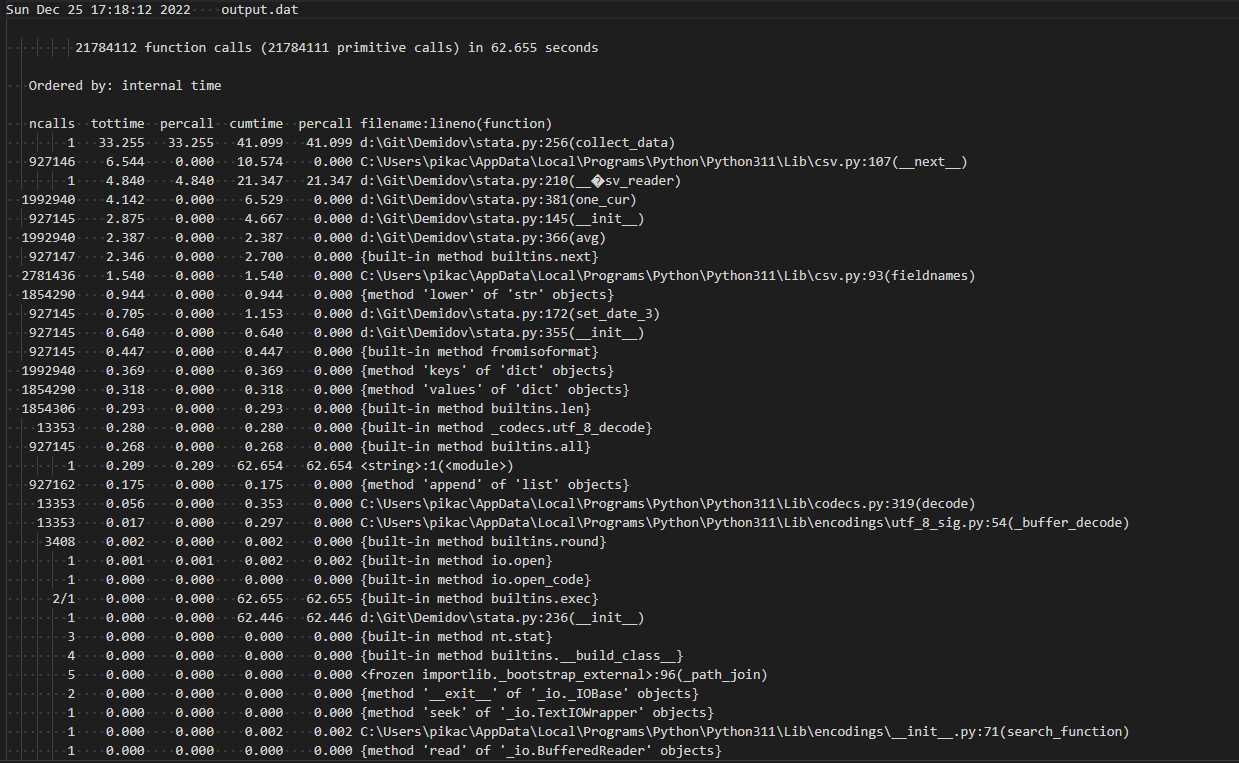 Sun Dec 25 17:18:12 2022    output.dat
21784112 function calls (21784111 primitive calls) in 62.655 seconds
Ordered by: internal time
ncalls  tottime  percall  cumtime  percall filename:lineno(function)
1   33.255   33.255   41.099   41.099 d:\Git\Demidov\stata.py:256(collect_data)
927146    6.544    0.000   10.574    0.000 C:\Users\pikac\AppData\Local\Programs\Python\Python311\Lib\csv.py:107(__next__)
1    4.840    4.840   21.347   21.347 d:\Git\Demidov\stata.py:210(__�sv_reader)
1992940    4.142    0.000    6.529    0.000 d:\Git\Demidov\stata.py:381(one_cur)
927145    2.875    0.000    4.667    0.000 d:\Git\Demidov\stata.py:145(__init__)
1992940    2.387    0.000    2.387    0.000 d:\Git\Demidov\stata.py:366(avg)
927147    2.346    0.000    2.700    0.000 {built-in method builtins.next}
2781436    1.540    0.000    1.540    0.000 C:\Users\pikac\AppData\Local\Programs\Python\Python311\Lib\csv.py:93(fieldnames)
1854290    0.944    0.000    0.944    0.000 {method 'lower' of 'str' objects}
927145    0.705    0.000    1.153    0.000 d:\Git\Demidov\stata.py:172(set_date_3)
927145    0.640    0.000    0.640    0.000 d:\Git\Demidov\stata.py:355(__init__)
927145    0.447    0.000    0.447    0.000 {built-in method fromisoformat}
1992940    0.369    0.000    0.369    0.000 {method 'keys' of 'dict' objects}
1854290    0.318    0.000    0.318    0.000 {method 'values' of 'dict' objects}
1854306    0.293    0.000    0.293    0.000 {built-in method builtins.len}
13353    0.280    0.000    0.280    0.000 {built-in method _codecs.utf_8_decode}
927145    0.268    0.000    0.268    0.000 {built-in method builtins.all}
1    0.209    0.209   62.654   62.654 <string>:1(<module>)
927162    0.175    0.000    0.175    0.000 {method 'append' of 'list' objects}
13353    0.056    0.000    0.353    0.000 C:\Users\pikac\AppData\Local\Programs\Python\Python311\Lib\codecs.py:319(decode)
13353    0.017    0.000    0.297    0.000 C:\Users\pikac\AppData\Local\Programs\Python\Python311\Lib\encodings\utf_8_sig.py:54(_buffer_decode)
3408    0.002    0.000    0.002    0.000 {built-in method builtins.round}
1    0.001    0.001    0.002    0.002 {built-in method io.open}
1    0.000    0.000    0.000    0.000 {built-in method io.open_code}
2/1    0.000    0.000   62.655   62.655 {built-in method builtins.exec}
1    0.000    0.000   62.446   62.446 d:\Git\Demidov\stata.py:236(__init__)
3    0.000    0.000    0.000    0.000 {built-in method nt.stat}
4    0.000    0.000    0.000    0.000 {built-in method builtins.__build_class__}
5    0.000    0.000    0.000    0.000 <frozen importlib._bootstrap_external>:96(_path_join)
2    0.000    0.000    0.000    0.000 {method '__exit__' of '_io._IOBase' objects}
1    0.000    0.000    0.000    0.000 {method 'seek' of '_io.TextIOWrapper' objects}
1    0.000    0.000    0.002    0.002 C:\Users\pikac\AppData\Local\Programs\Python\Python311\Lib\encodings\__init__.py:71(search_function)
1    0.000    0.000    0.000    0.000 {method 'read' of '_io.BufferedReader' objects}